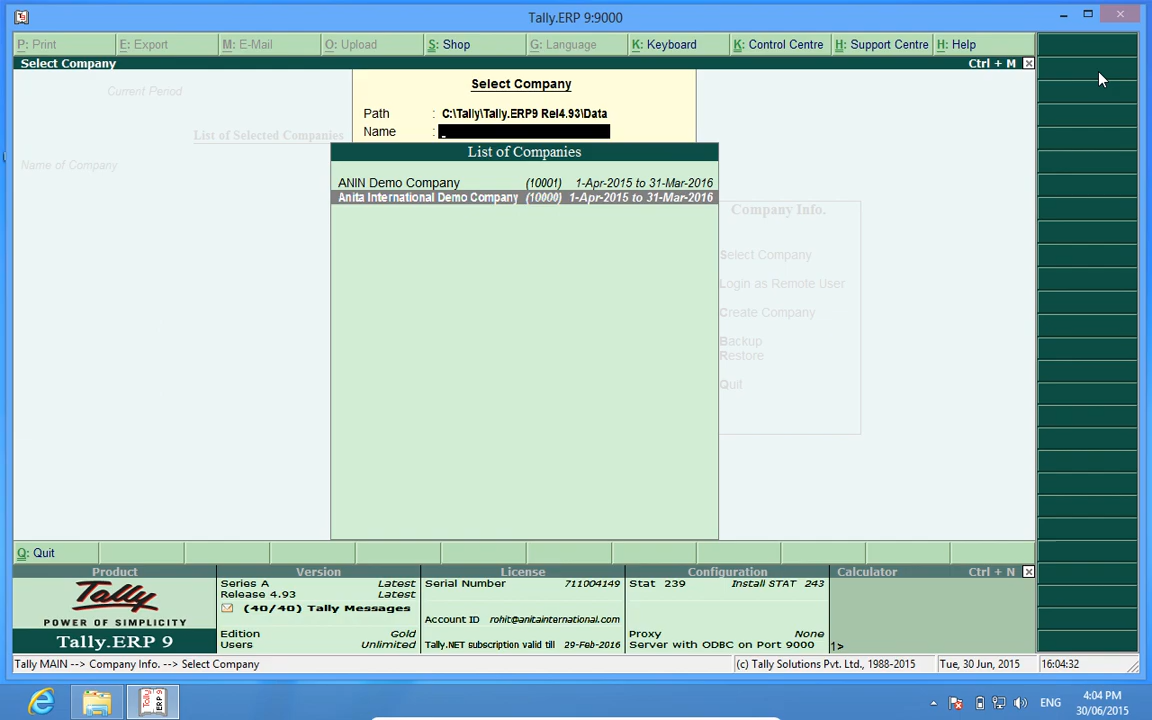 Tally.ERP 9:9000
P: Print E: Export M: E-Mail O: Upload S: Shop G: Language K: Keyboard K: Control Centre H: Support Centre H: Help
Select Company Ctrl + M
Current Period
Select Company
Path : C:\Tally\Tally.ERP9 Rel4.93\Data
Name :
List of Selected Companies
Name of Company
List of Companies
ANIN Demo Company (10001) 1-Apr-2015 to 31-Mar-2016
Anita International Demo Company (10000) 1-Apr-2015 to 31-Mar-2016
Company Info.
Select Company
Login as Remote User
Create Company
Backup
Restore
Quit
Q: Quit
Product Version License Configuration Calculator Ctrl + N
Tally
POWER OF SIMPLICITY
Tally.ERP 9
Series A Latest
Release 4.93 Latest
(40/40) Tally Messages
Edition Gold
Users Unlimited
Serial Number 711004149
Account ID rohit@anitainternational.com
Tally.NET subscription valid till 29-Feb-2016
Stat 239 Install STAT 243
Proxy None
Server with ODBC on Port 9000
1>
Tally MAIN --> Company Info. --> Select Company (c) Tally Solutions Pvt. Ltd., 1988-2015 Tue, 30 Jun, 2015 16:04:32
Tally
ERP 9
ENG
4:04 PM
30/06/2015